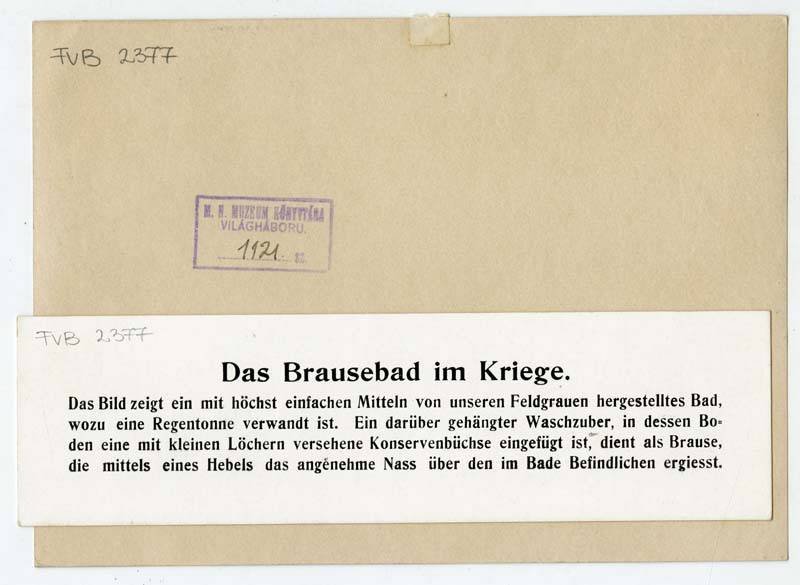 FVB 2377
M. N. MUZEUM KÖNYVTÁRA
VILÁGHÁBORU.
1921. sz.
FVB 2377
Das Brausebad im Kriege.
Das Bild zeigt ein mit höchst einfachen Mitteln von unseren Feldgrauen hergestelltes Bad,
wozu eine Regentonne verwandt ist. Ein darüber gehängter Waschzuber, in dessen Bo=
den eine mit kleinen Löchern versehene Konservenbüchse eingefügt ist, dient als Brause,
die mittels eines Hebels das angenehme Nass über den im Bade Befindlichen ergiesst.